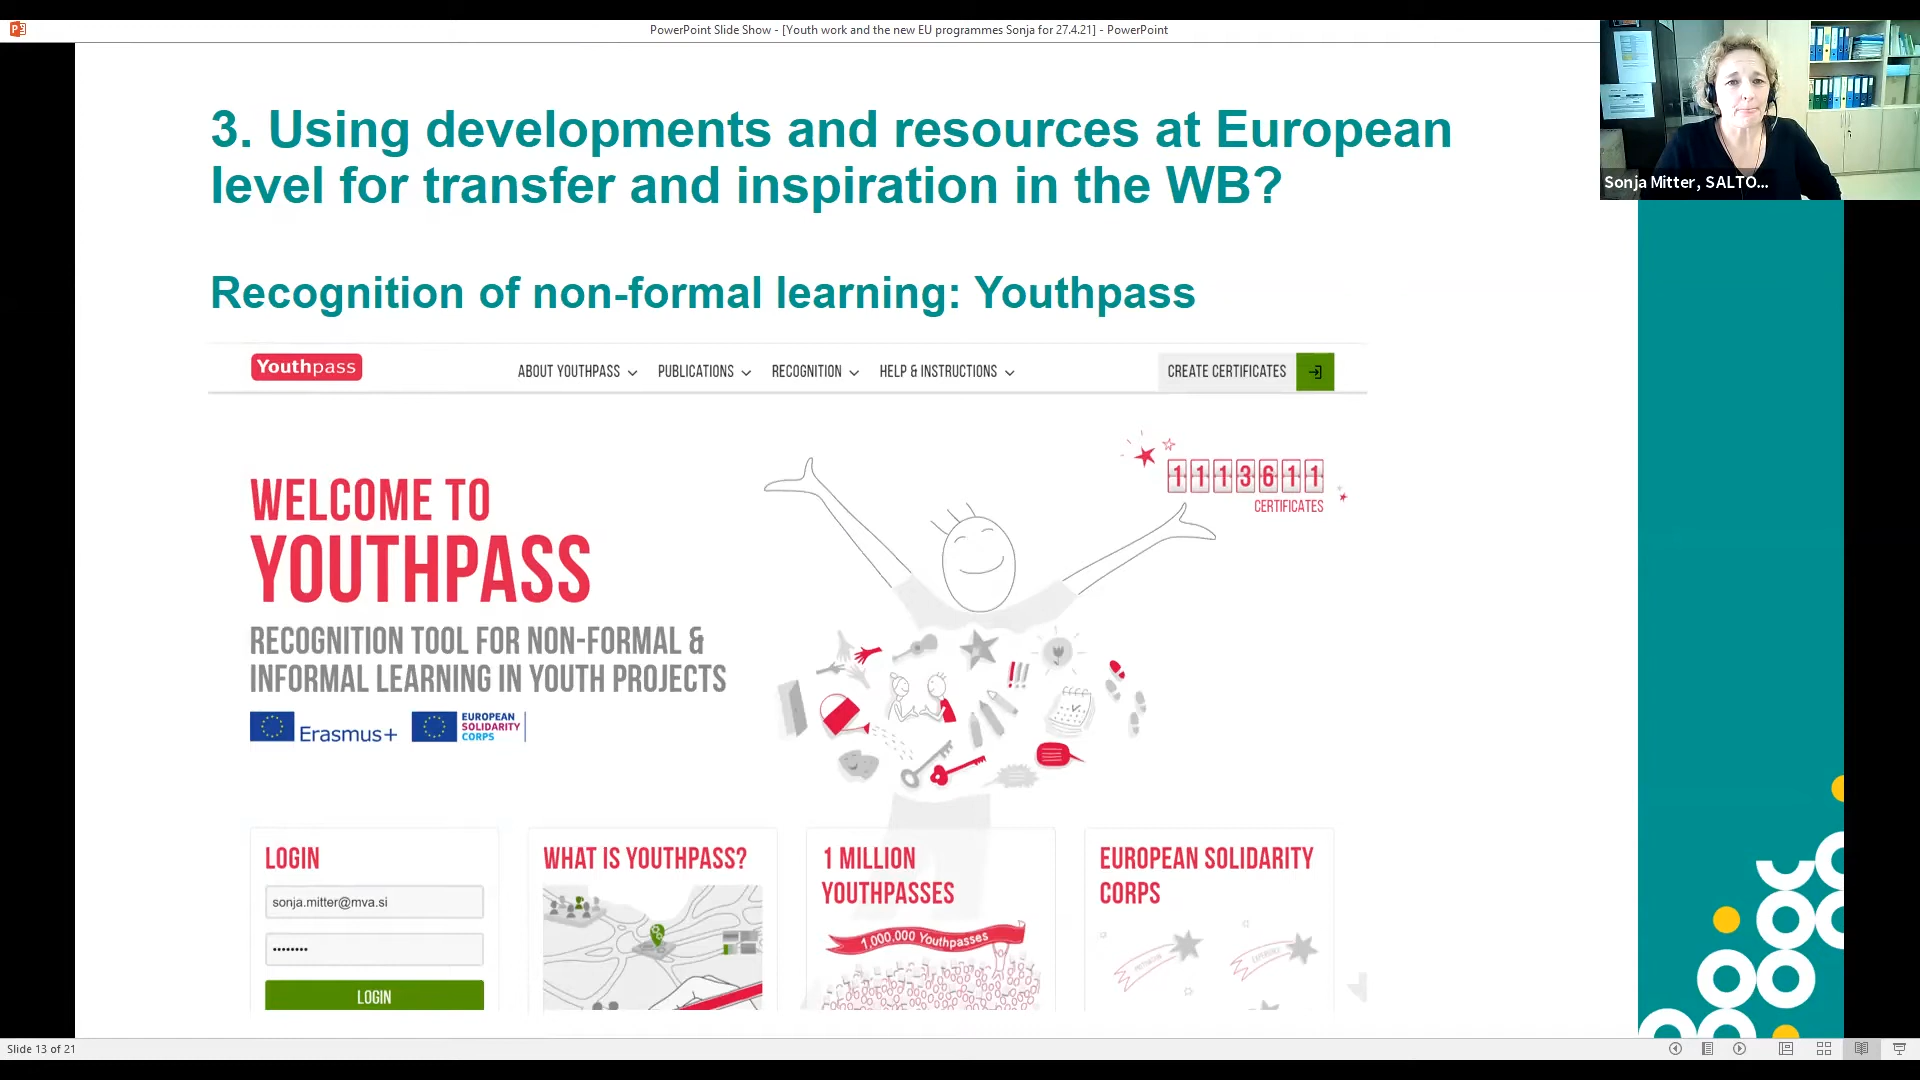 PowerPoint Slide Show - [Youth work and the new EU programmes Sonja for 27.4.21] - PowerPoint
Sonja Mitter, SALTO...
3. Using developments and resources at European
level for transfer and inspiration in the WB?
Recognition of non-formal learning: Youthpass
Youthpass
ABOUT YOUTHPASS
PUBLICATIONS
RECOGNITION
HELP & INSTRUCTIONS
CREATE CERTIFICATES
1113611
CERTIFICATES
WELCOME TO
YOUTHPASS
RECOGNITION TOOL FOR NON-FORMAL &
INFORMAL LEARNING IN YOUTH PROJECTS
Erasmus+
EUROPEAN
SOLIDARITY
CORPS
LOGIN
sonja.mitter@mva.si
••••••••
LOGIN
WHAT IS YOUTHPASS?
1 MILLION
YOUTHPASSES
1,000,000 Youthpasses
EUROPEAN SOLIDARITY
CORPS
MOTIVATION
EXPERIENCE
Slide 13 of 21